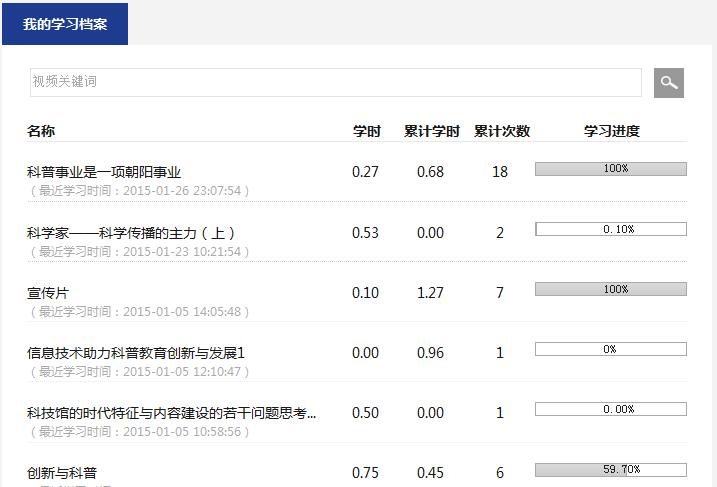 我的学习档案
视频关键词
名称 学时 累计学时 累计次数 学习进度
科普事业是一项朝阳事业 0.27 0.68 18 100%
（最近学习时间：2015-01-26 23:07:54）
科学家——科学传播的主力（上） 0.53 0.00 2 0.10%
（最近学习时间：2015-01-23 10:21:54）
宣传片 0.10 1.27 7 100%
（最近学习时间：2015-01-05 14:05:48）
信息技术助力科普教育创新与发展1 0.00 0.96 1 0%
（最近学习时间：2015-01-05 12:10:47）
科技馆的时代特征与内容建设的若干问题思考... 0.50 0.00 1 0.00%
（最近学习时间：2015-01-05 10:58:56）
创新与科普 0.75 0.45 6 59.70%